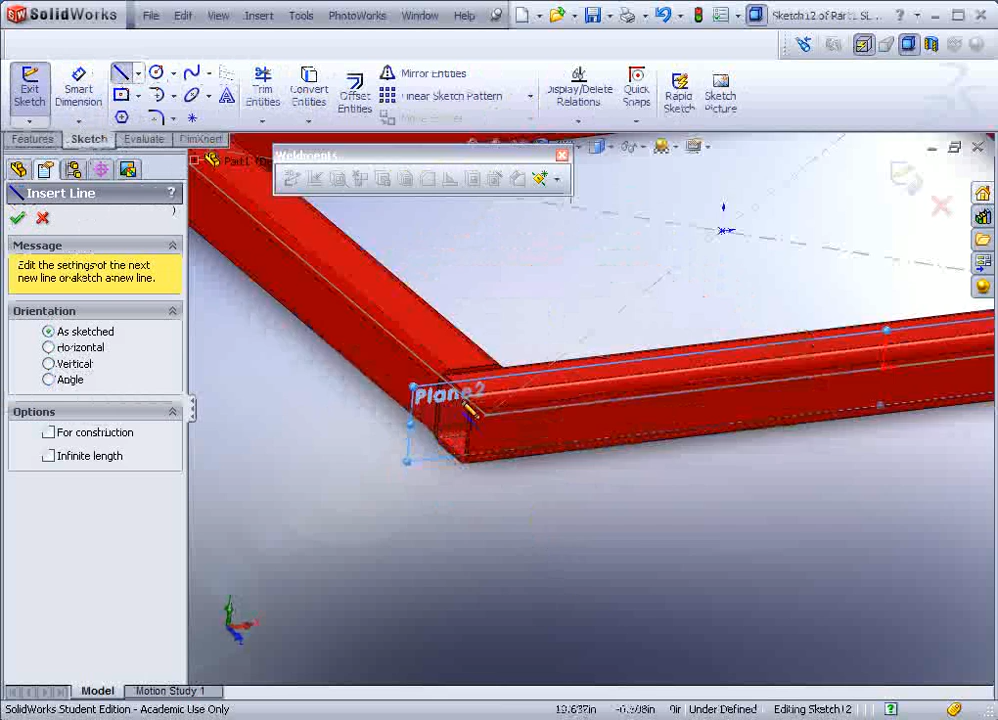 SolidWorks File Edit View Insert Tools PhotoWorks Window Help Sketch12 of Part1 SL...
Exit Sketch
Smart Dimension
Trim Entities
Convert Entities
Offset Entities
Mirror Entities
Linear Sketch Pattern
Display/Delete Relations
Quick Snaps
Rapid Sketch
Sketch Picture
Features Sketch Evaluate DimXpert
Weldments
Part1
Insert Line ?
Message
Edit the settings of the next
new line or sketch a new line.
Orientation
As sketched
Horizontal
Vertical
Angle
Options
For construction
Infinite length
Plane2
Model Motion Study 1
SolidWorks Student Edition - Academic Use Only
Under Defined Editing Sketch12